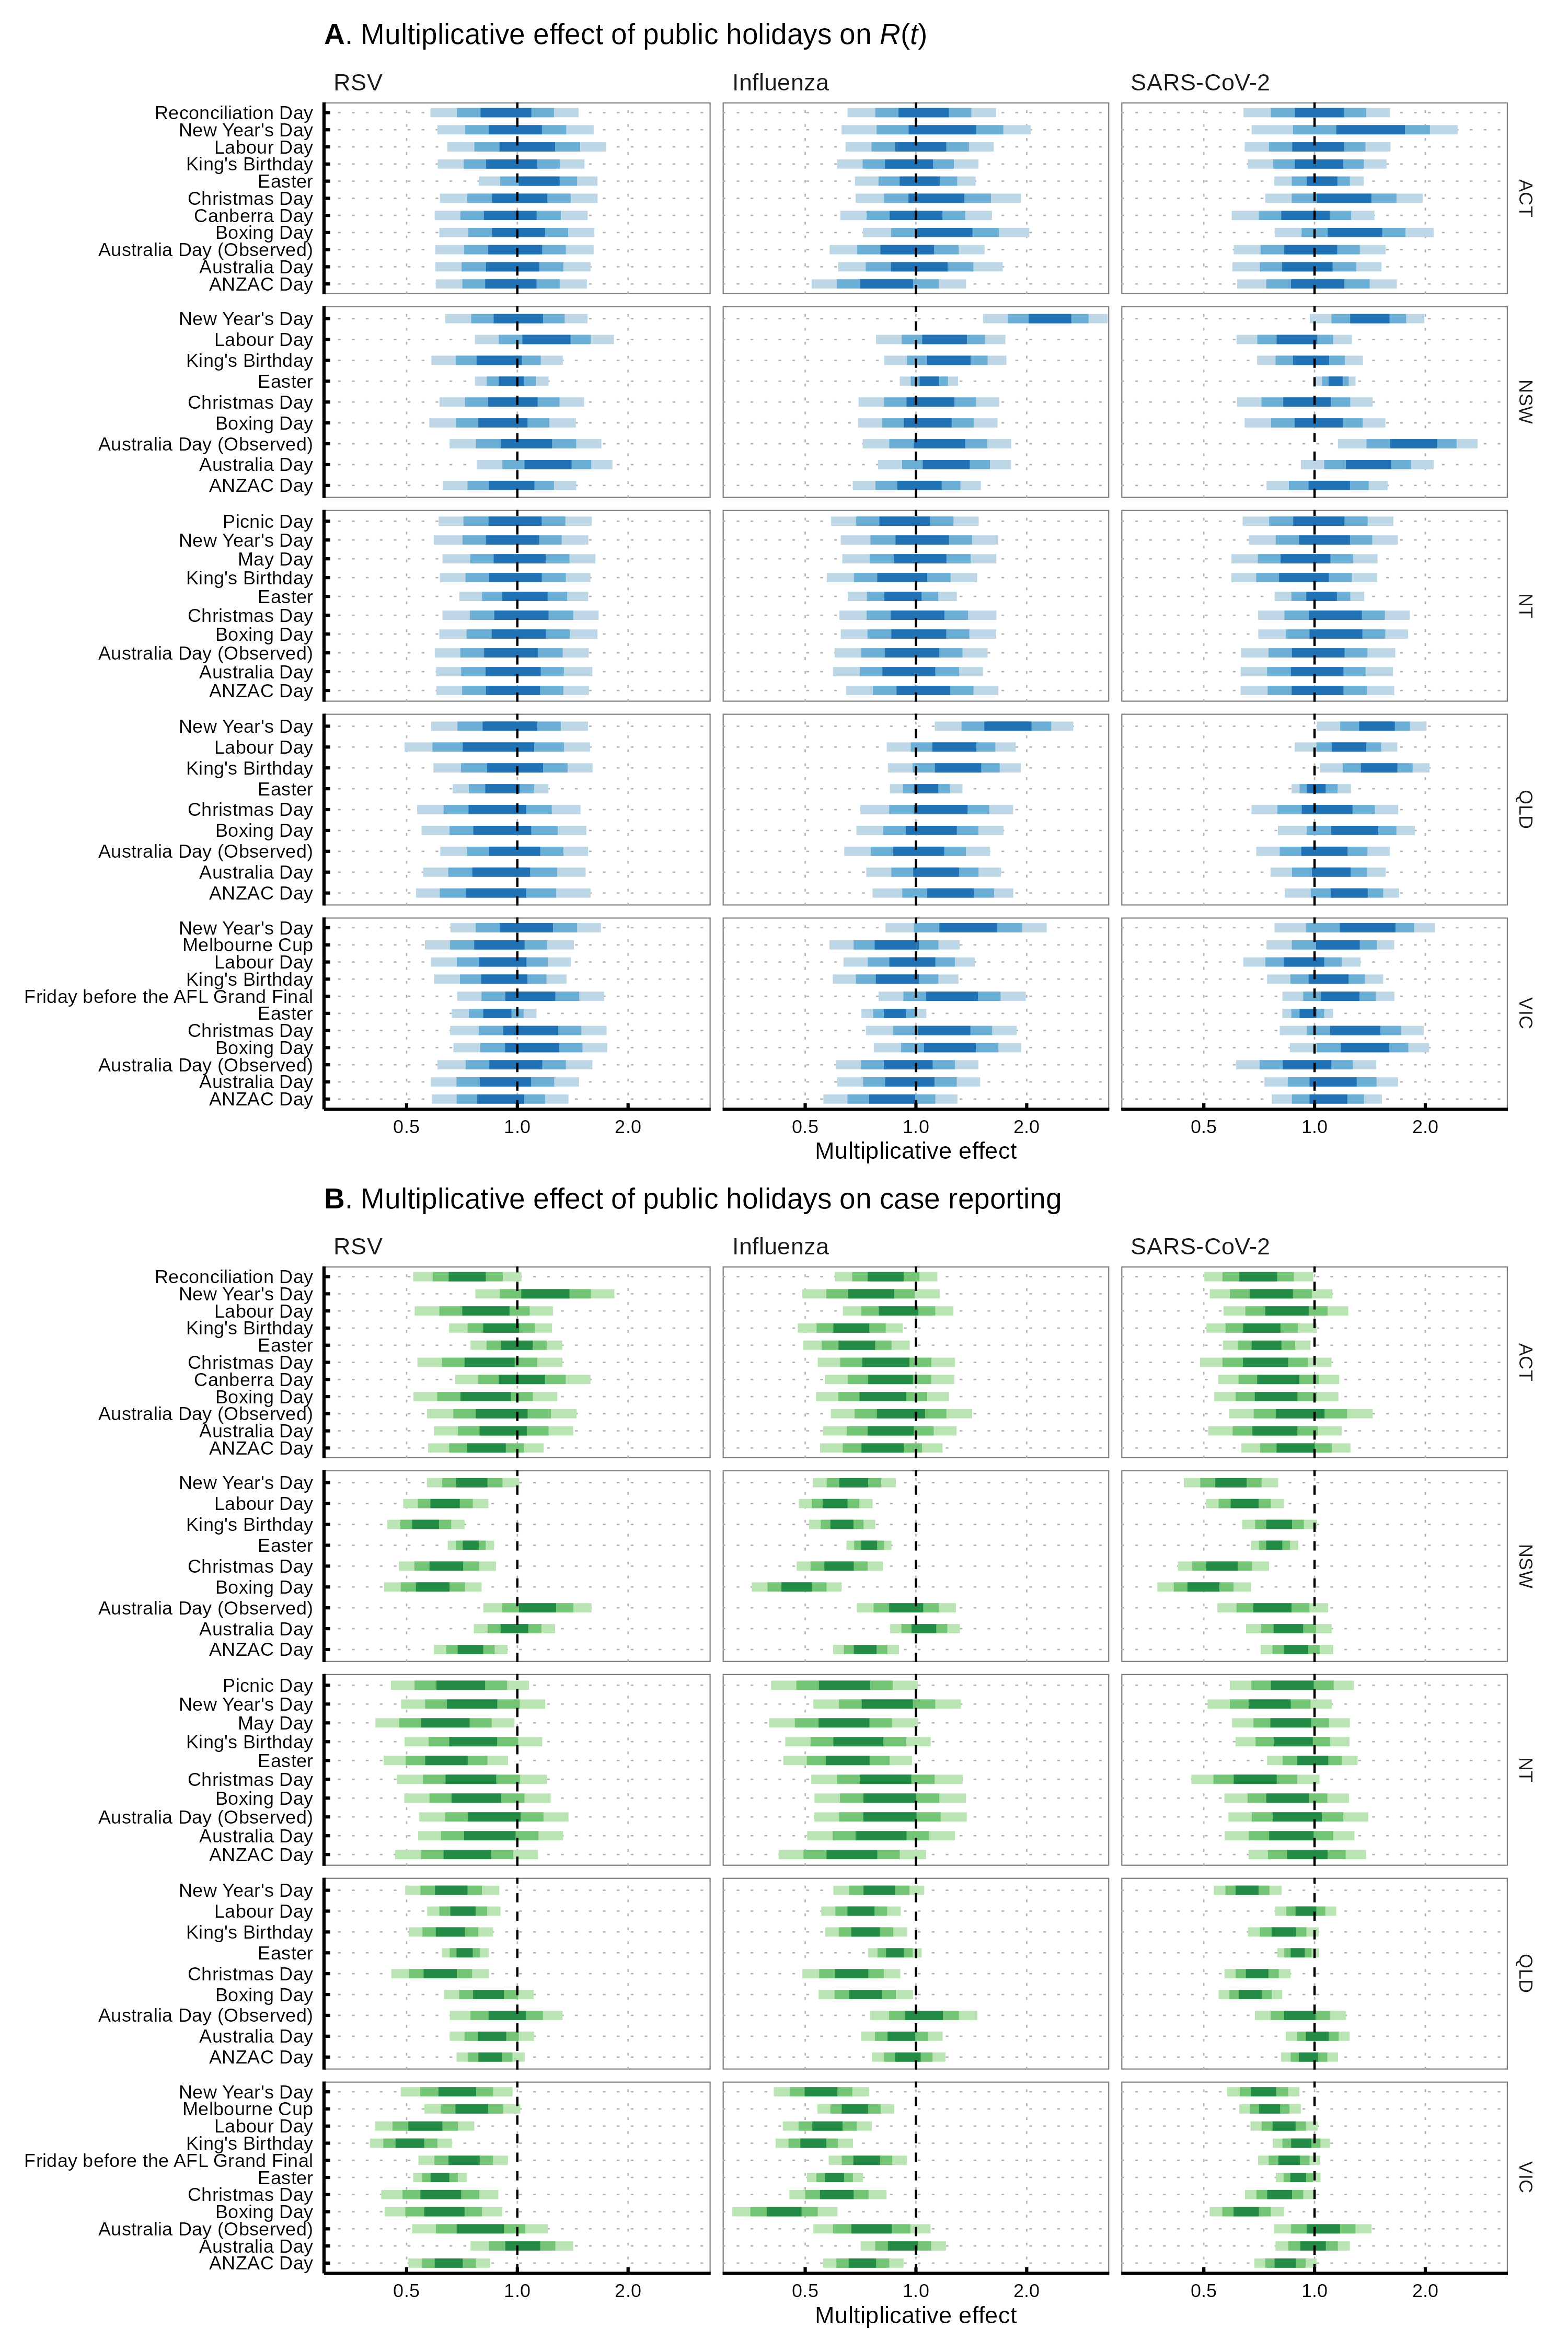 A. Multiplicative effect of public holidays on R(t)
RSV
Influenza
SARS-CoV-2
Reconciliation Day
New Year's Day
Labour Day
King's Birthday
Easter
Christmas Day
Canberra Day
Boxing Day
Australia Day (Observed)
Australia Day
ANZAC Day
ACT
New Year's Day
Labour Day
King's Birthday
Easter
Christmas Day
Boxing Day
Australia Day (Observed)
Australia Day
ANZAC Day
NSW
Picnic Day
New Year's Day
May Day
King's Birthday
Easter
Christmas Day
Boxing Day
Australia Day (Observed)
Australia Day
ANZAC Day
NT
New Year's Day
Labour Day
King's Birthday
Easter
Christmas Day
Boxing Day
Australia Day (Observed)
Australia Day
ANZAC Day
QLD
New Year's Day
Melbourne Cup
Labour Day
King's Birthday
Friday before the AFL Grand Final
Easter
Christmas Day
Boxing Day
Australia Day (Observed)
Australia Day
ANZAC Day
VIC
0.5 1.0 2.0 0.5 1.0 2.0 0.5 1.0 2.0
Multiplicative effect
B. Multiplicative effect of public holidays on case reporting
RSV
Influenza
SARS-CoV-2
Reconciliation Day
New Year's Day
Labour Day
King's Birthday
Easter
Christmas Day
Canberra Day
Boxing Day
Australia Day (Observed)
Australia Day
ANZAC Day
ACT
New Year's Day
Labour Day
King's Birthday
Easter
Christmas Day
Boxing Day
Australia Day (Observed)
Australia Day
ANZAC Day
NSW
Picnic Day
New Year's Day
May Day
King's Birthday
Easter
Christmas Day
Boxing Day
Australia Day (Observed)
Australia Day
ANZAC Day
NT
New Year's Day
Labour Day
King's Birthday
Easter
Christmas Day
Boxing Day
Australia Day (Observed)
Australia Day
ANZAC Day
QLD
New Year's Day
Melbourne Cup
Labour Day
King's Birthday
Friday before the AFL Grand Final
Easter
Christmas Day
Boxing Day
Australia Day (Observed)
Australia Day
ANZAC Day
VIC
0.5 1.0 2.0 0.5 1.0 2.0 0.5 1.0 2.0
Multiplicative effect